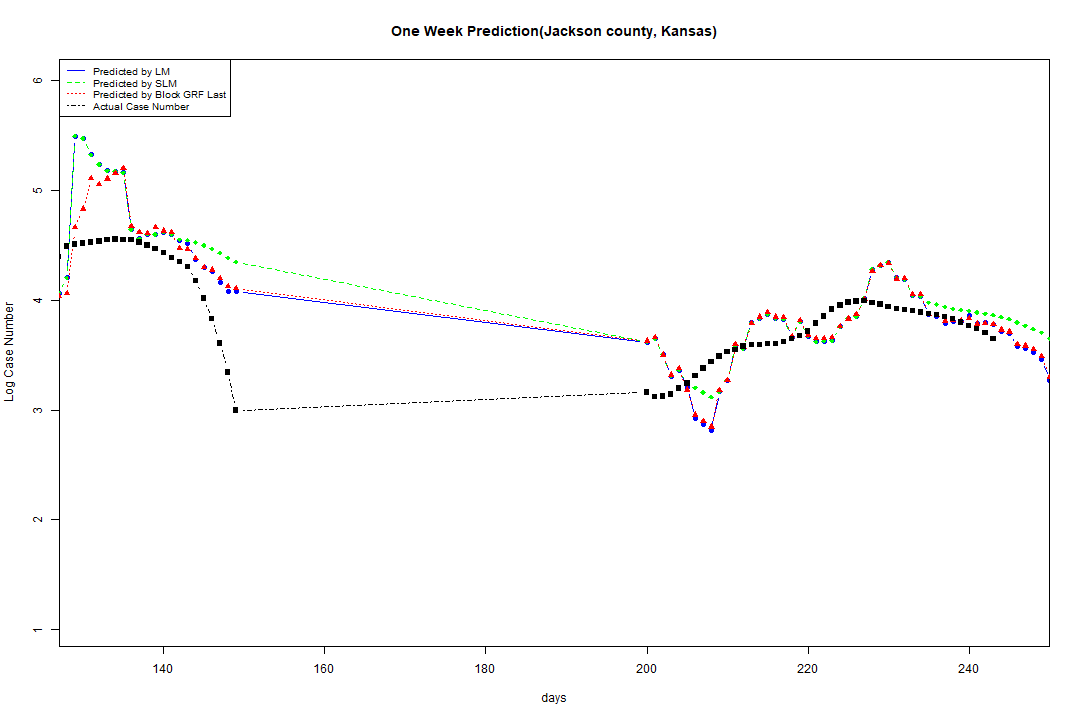 One Week Prediction(Jackson county, Kansas)
Predicted by LM
Predicted by SLM
Predicted by Block GRF Last
Actual Case Number
6
5
4
3
2
1
Log Case Number
140 160 180 200 220 240
days